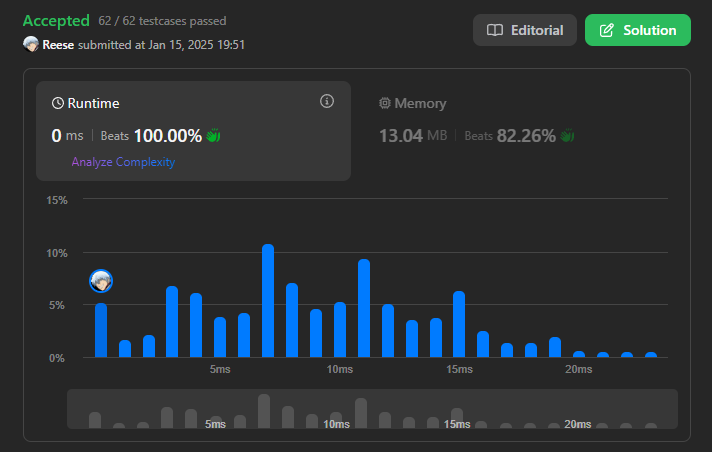 Accepted 62 / 62 testcases passed
Reese submitted at Jan 15, 2025 19:51
Editorial
Solution
Runtime
0 ms | Beats 100.00%
Analyze Complexity
Memory
13.04 MB | Beats 82.26%
15%
10%
5%
0%
5ms 10ms 15ms 20ms
5ms 10ms 15ms 20ms